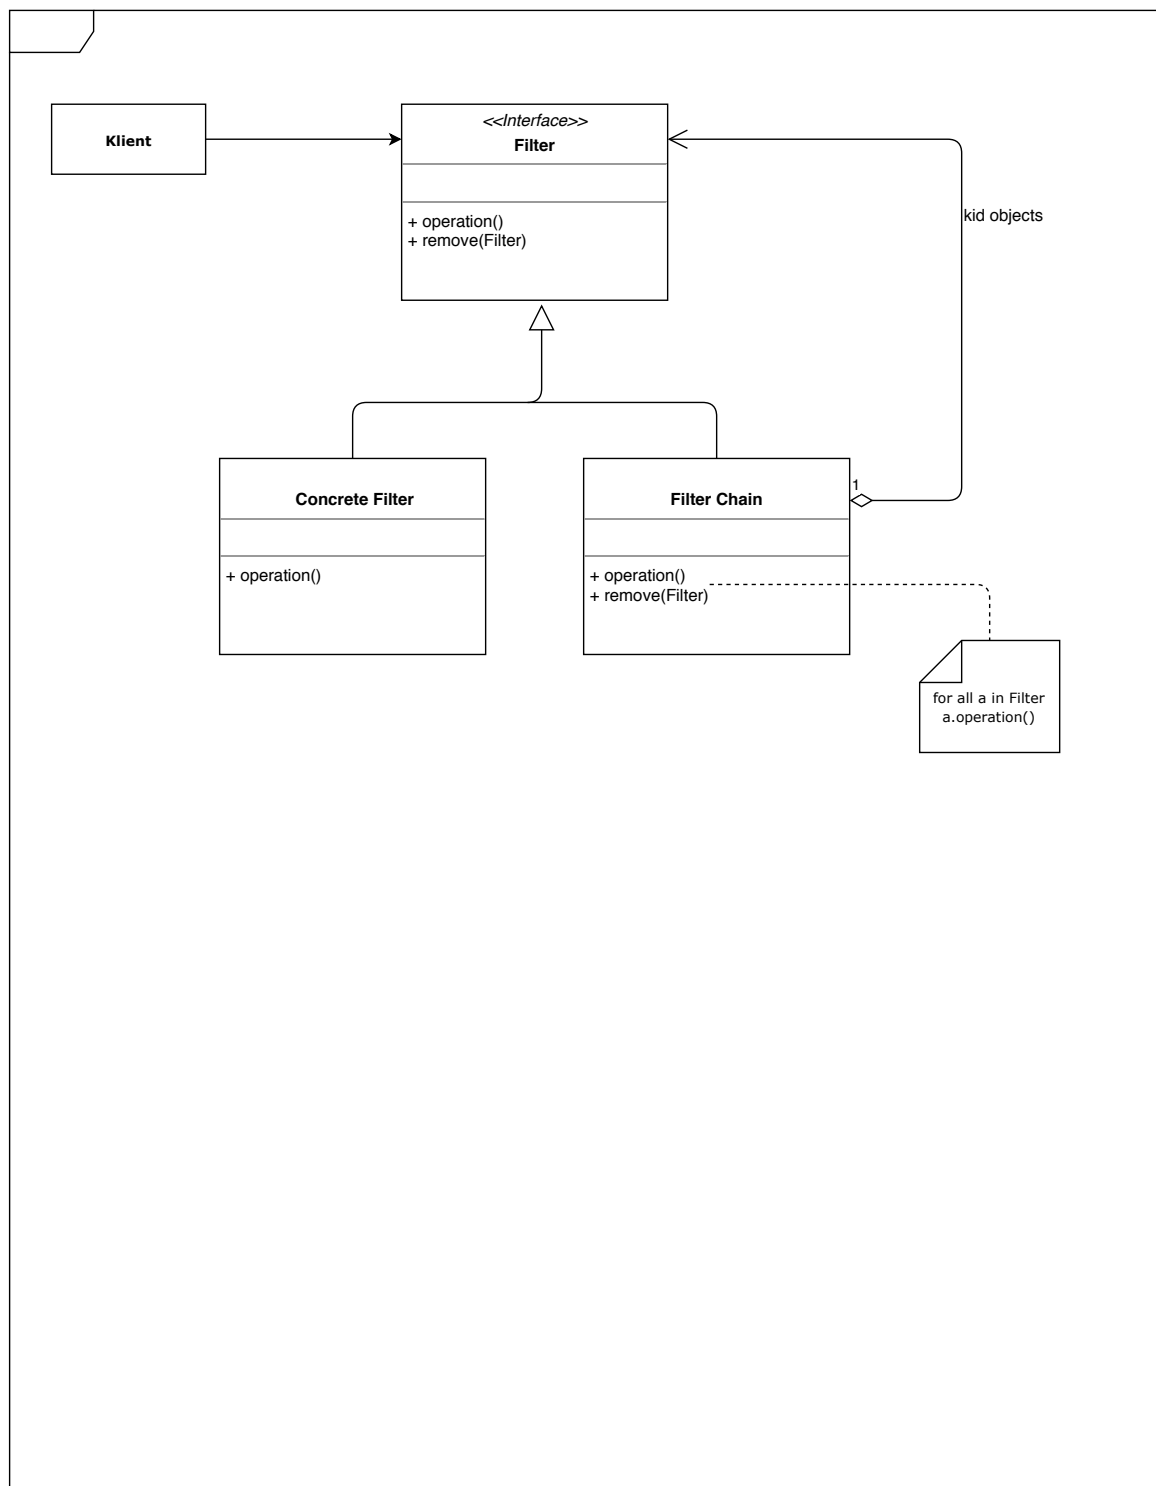 Klient
<<Interface>>
Filter
+ operation()
+ remove(Filter)
kid objects
Concrete Filter
+ operation()
Filter Chain
1
+ operation()
+ remove(Filter)
for all a in Filter
a.operation()